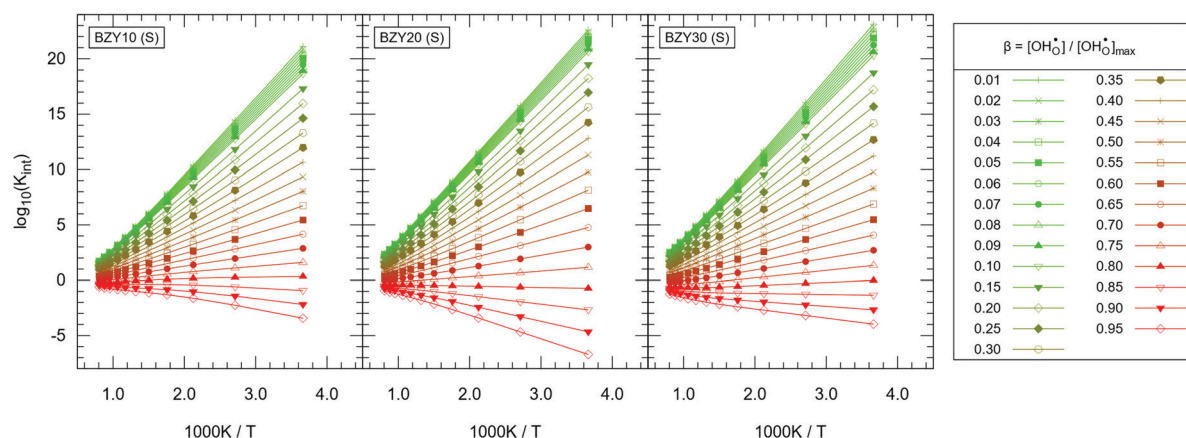 BZY10 (S)
BZY20 (S)
BZY30 (S)
20
15
10
5
0
-5
log10(Kint)
1.0 2.0 3.0 4.0
1.0 2.0 3.0 4.0
1.0 2.0 3.0 4.0
1000K / T
1000K / T
1000K / T
β = [OH•O] / [OH•O]max
0.01 0.35
0.02 0.40
0.03 0.45
0.04 0.50
0.05 0.55
0.06 0.60
0.07 0.65
0.08 0.70
0.09 0.75
0.10 0.80
0.15 0.85
0.20 0.90
0.25 0.95
0.30